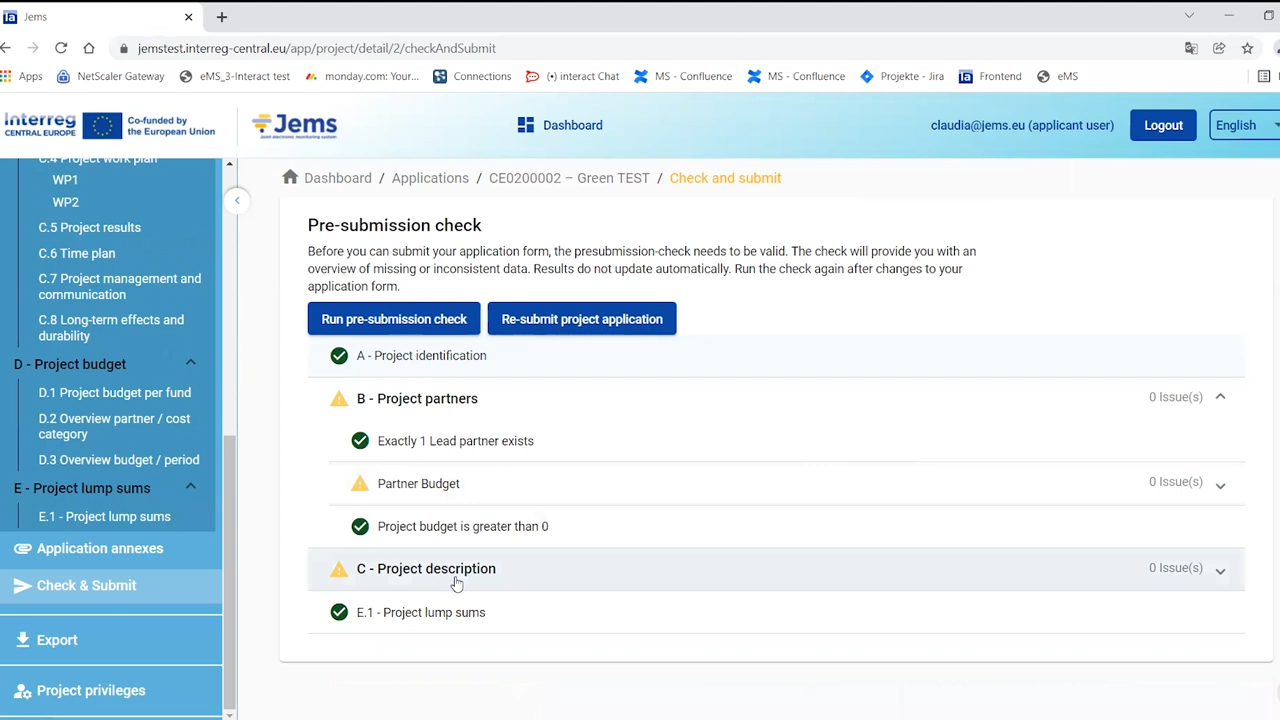 Jems
jemstest.interreg-central.eu/app/project/detail/2/checkAndSubmit
Apps
NetScaler Gateway
eMS_3-Interact test
monday.com: Your...
Connections
(•) interact Chat
MS - Confluence
MS - Confluence
Projekte - Jira
Frontend
eMS
Interreg
CENTRAL EUROPE
Co-funded by
the European Union
Jems
Joint electronic monitoring system
Dashboard
claudia@jems.eu (applicant user)
Logout
English
C.4 Project work plan
WP1
WP2
C.5 Project results
C.6 Time plan
C.7 Project management and
communication
C.8 Long-term effects and
durability
D - Project budget
D.1 Project budget per fund
D.2 Overview partner / cost
category
D.3 Overview budget / period
E - Project lump sums
E.1 - Project lump sums
Application annexes
Check & Submit
Export
Project privileges
Dashboard / Applications / CE0200002 – Green TEST / Check and submit
Pre-submission check
Before you can submit your application form, the presubmission-check needs to be valid. The check will provide you with an
overview of missing or inconsistent data. Results do not update automatically. Run the check again after changes to your
application form.
Run pre-submission check
Re-submit project application
A - Project identification
B - Project partners 0 Issue(s)
Exactly 1 Lead partner exists
Partner Budget 0 Issue(s)
Project budget is greater than 0
C - Project description 0 Issue(s)
E.1 - Project lump sums